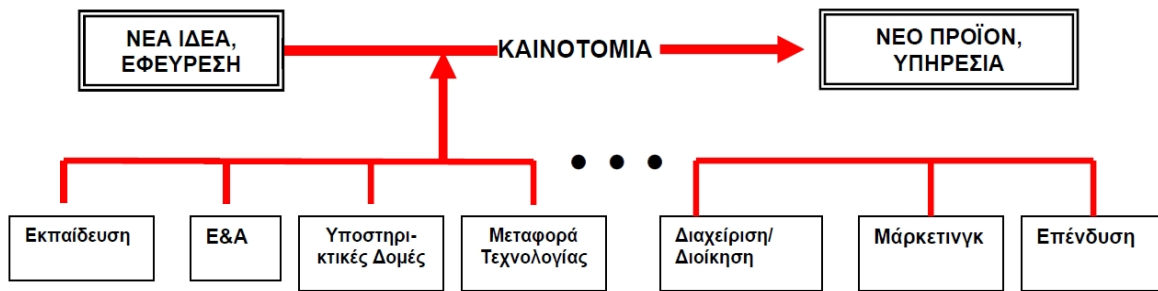 ΝΕΑ ΙΔΕΑ,
ΕΦΕΥΡΕΣΗ
ΚΑΙΝΟΤΟΜΙΑ
ΝΕΟ ΠΡΟΪΟΝ,
ΥΠΗΡΕΣΙΑ
Εκπαίδευση
Ε&Α
Υποστηρι-
κτικές Δομές
Μεταφορά
Τεχνολογίας
Διαχείριση/
Διοίκηση
Μάρκετινγκ
Επένδυση